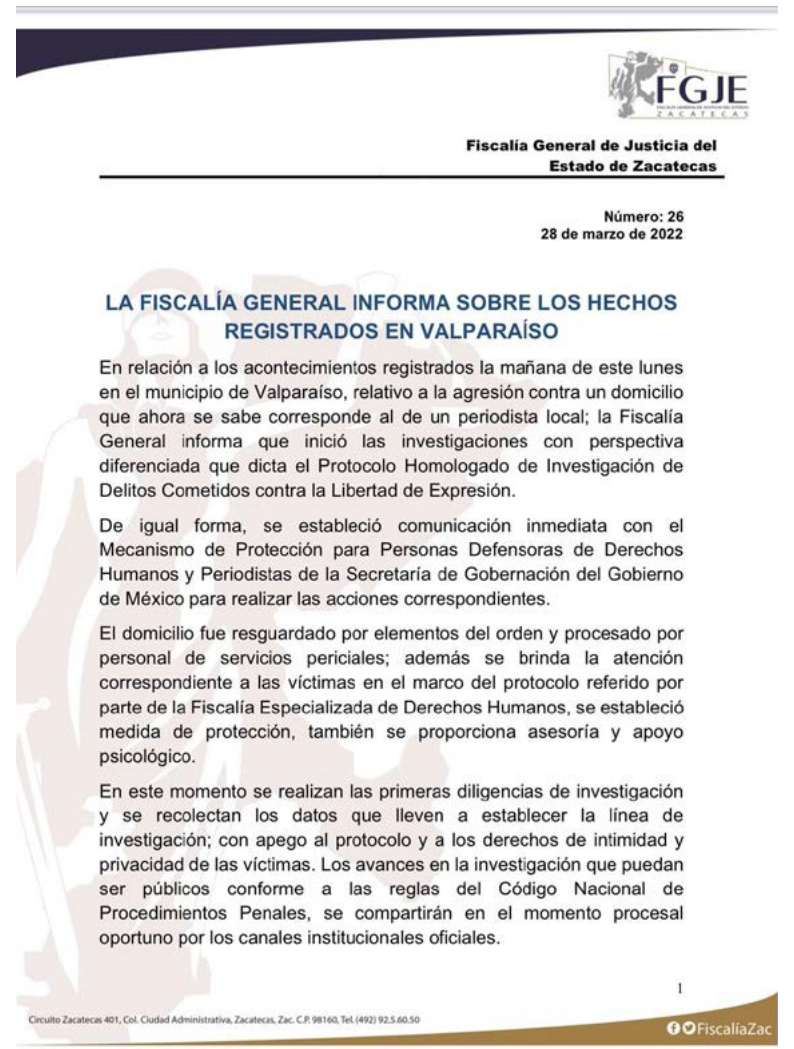 FGJE
FISCALÍA GENERAL DE JUSTICIA DEL ESTADO
ZACATECAS
Fiscalía General de Justicia del
Estado de Zacatecas
Número: 26
28 de marzo de 2022
LA FISCALÍA GENERAL INFORMA SOBRE LOS HECHOS
REGISTRADOS EN VALPARAÍSO
En relación a los acontecimientos registrados la mañana de este lunes
en el municipio de Valparaíso, relativo a la agresión contra un domicilio
que ahora se sabe corresponde al de un periodista local; la Fiscalía
General informa que inició las investigaciones con perspectiva
diferenciada que dicta el Protocolo Homologado de Investigación de
Delitos Cometidos contra la Libertad de Expresión.
De igual forma, se estableció comunicación inmediata con el
Mecanismo de Protección para Personas Defensoras de Derechos
Humanos y Periodistas de la Secretaría de Gobernación del Gobierno
de México para realizar las acciones correspondientes.
El domicilio fue resguardado por elementos del orden y procesado por
personal de servicios periciales; además se brinda la atención
correspondiente a las víctimas en el marco del protocolo referido por
parte de la Fiscalía Especializada de Derechos Humanos, se estableció
medida de protección, también se proporciona asesoría y apoyo
psicológico.
En este momento se realizan las primeras diligencias de investigación
y se recolectan los datos que lleven a establecer la línea de
investigación; con apego al protocolo y a los derechos de intimidad y
privacidad de las víctimas. Los avances en la investigación que puedan
ser públicos conforme a las reglas del Código Nacional de
Procedimientos Penales, se compartirán en el momento procesal
oportuno por los canales institucionales oficiales.
1
Circuito Zacatecas 401, Col. Ciudad Administrativa, Zacatecas, Zac. C.P. 98160, Tel. (492) 92.5.60.50
FiscalíaZac